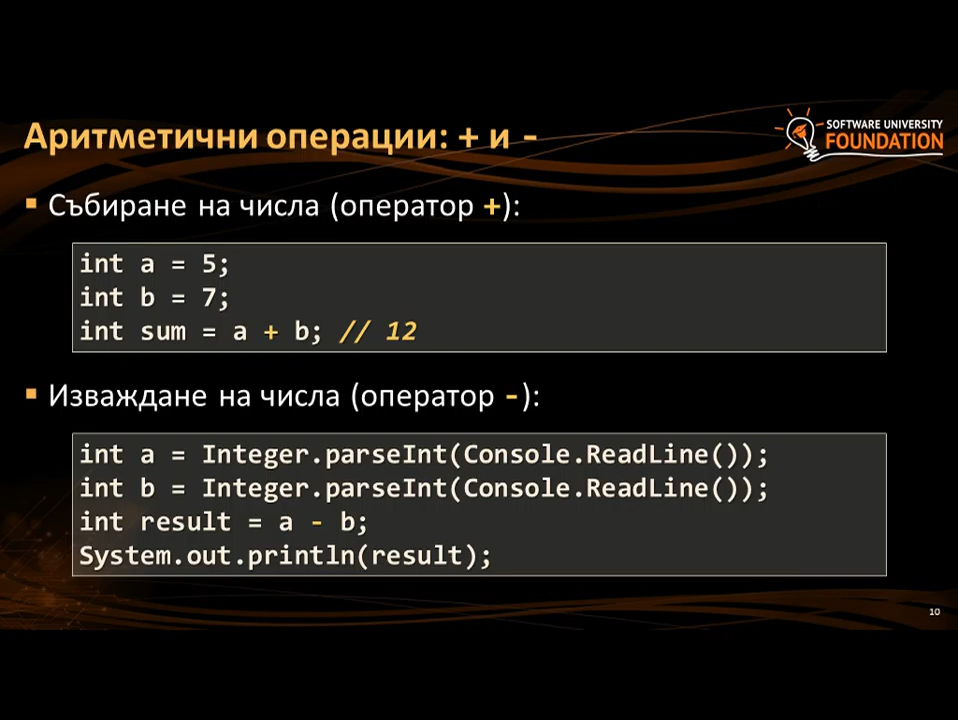 Аритметични операции: + и -
SOFTWARE UNIVERSITY
FOUNDATION
▪ Събиране на числа (оператор +):
int a = 5;
int b = 7;
int sum = a + b; // 12
▪ Изваждане на числа (оператор -):
int a = Integer.parseInt(Console.ReadLine());
int b = Integer.parseInt(Console.ReadLine());
int result = a - b;
System.out.println(result);
10